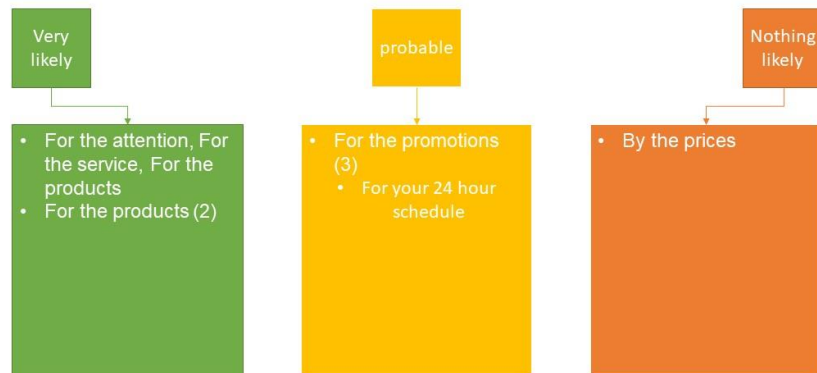 Very
likely
probable
Nothing
likely
• For the attention, For
the service, For the
products
• For the products (2)
• For the promotions
(3)
• For your 24 hour
schedule
• By the prices